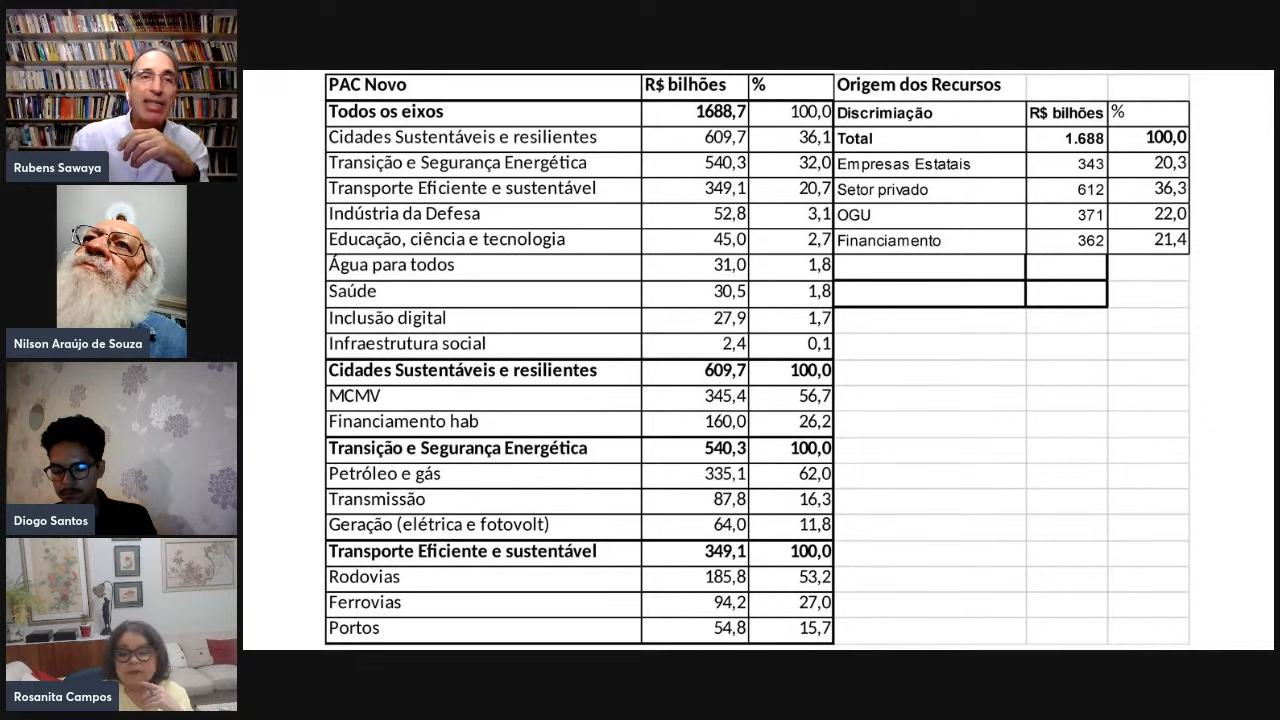 Rubens Sawaya
Nilson Araújo de Souza
Diogo Santos
Rosanita Campos
PAC Novo R$ bilhões %
Todos os eixos 1688,7 100,0
Cidades Sustentáveis e resilientes 609,7 36,1
Transição e Segurança Energética 540,3 32,0
Transporte Eficiente e sustentável 349,1 20,7
Indústria da Defesa 52,8 3,1
Educação, ciência e tecnologia 45,0 2,7
Água para todos 31,0 1,8
Saúde 30,5 1,8
Inclusão digital 27,9 1,7
Infraestrutura social 2,4 0,1
Cidades Sustentáveis e resilientes 609,7 100,0
MCMV 345,4 56,7
Financiamento hab 160,0 26,2
Transição e Segurança Energética 540,3 100,0
Petróleo e gás 335,1 62,0
Transmissão 87,8 16,3
Geração (elétrica e fotovolt) 64,0 11,8
Transporte Eficiente e sustentável 349,1 100,0
Rodovias 185,8 53,2
Ferrovias 94,2 27,0
Portos 54,8 15,7
Origem dos Recursos
Discrimiação R$ bilhões %
Total 1.688 100,0
Empresas Estatais 343 20,3
Setor privado 612 36,3
OGU 371 22,0
Financiamento 362 21,4